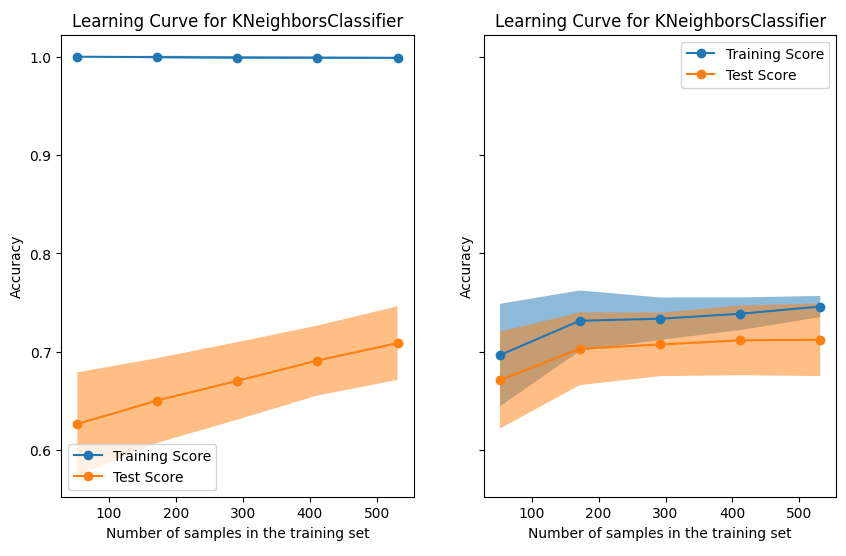 Learning Curve for KNeighborsClassifier
Accuracy
1.0
0.9
0.8
0.7
0.6
Training Score
Test Score
100 200 300 400 500
Number of samples in the training set
Learning Curve for KNeighborsClassifier
Training Score
Test Score
Accuracy
100 200 300 400 500
Number of samples in the training set